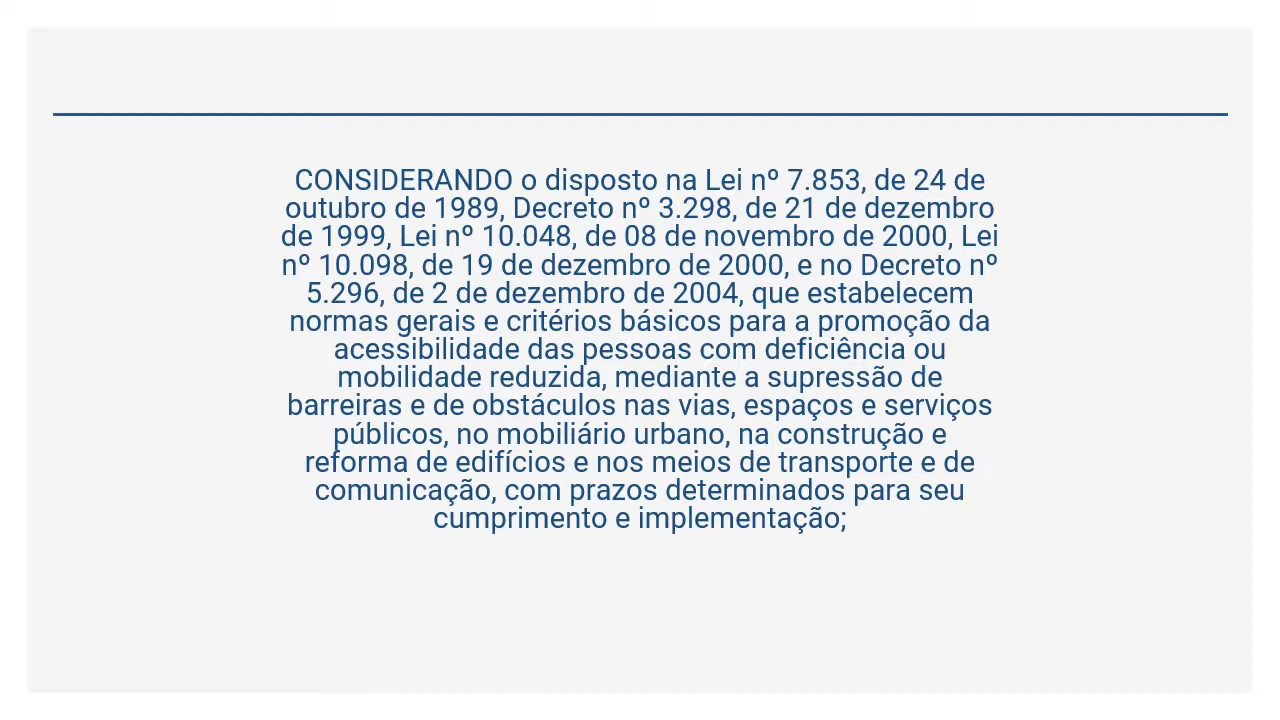 CONSIDERANDO o disposto na Lei nº 7.853, de 24 de
outubro de 1989, Decreto nº 3.298, de 21 de dezembro
de 1999, Lei nº 10.048, de 08 de novembro de 2000, Lei
nº 10.098, de 19 de dezembro de 2000, e no Decreto nº
5.296, de 2 de dezembro de 2004, que estabelecem
normas gerais e critérios básicos para a promoção da
acessibilidade das pessoas com deficiência ou
mobilidade reduzida, mediante a supressão de
barreiras e de obstáculos nas vias, espaços e serviços
públicos, no mobiliário urbano, na construção e
reforma de edifícios e nos meios de transporte e de
comunicação, com prazos determinados para seu
cumprimento e implementação;